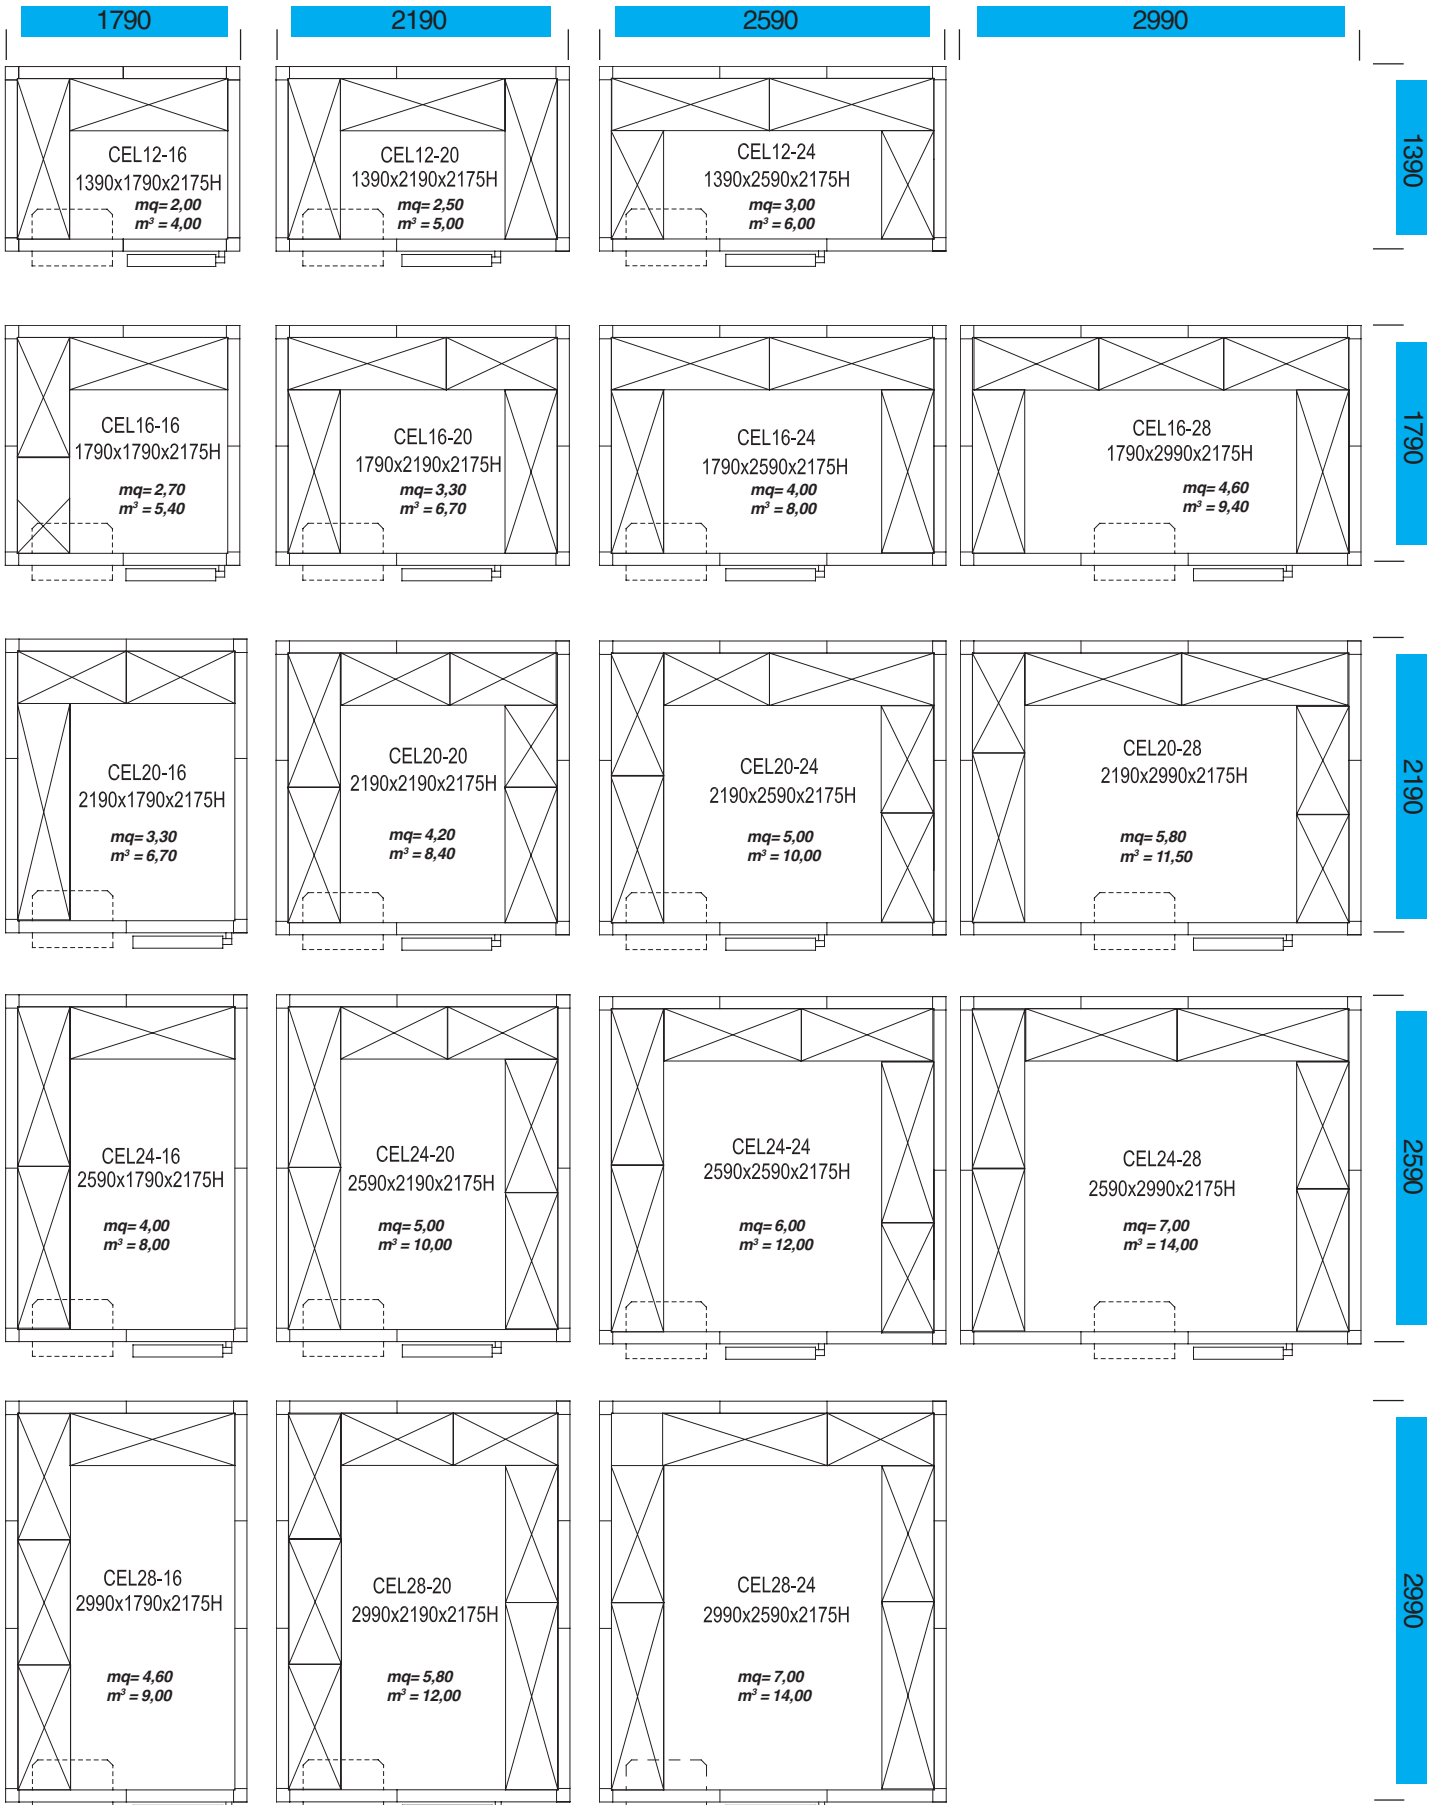 1790
2190
2590
2990
CEL12-16
1390x1790x2175H
mq= 2,00
m³ = 4,00
CEL12-20
1390x2190x2175H
mq= 2,50
m³ = 5,00
CEL12-24
1390x2590x2175H
mq= 3,00
m³ = 6,00
1390
CEL16-16
1790x1790x2175H
mq= 2,70
m³ = 5,40
CEL16-20
1790x2190x2175H
mq= 3,30
m³ = 6,70
CEL16-24
1790x2590x2175H
mq= 4,00
m³ = 8,00
CEL16-28
1790x2990x2175H
mq= 4,60
m³ = 9,40
1790
CEL20-16
2190x1790x2175H
mq= 3,30
m³ = 6,70
CEL20-20
2190x2190x2175H
mq= 4,20
m³ = 8,40
CEL20-24
2190x2590x2175H
mq= 5,00
m³ = 10,00
CEL20-28
2190x2990x2175H
mq= 5,80
m³ = 11,50
2190
CEL24-16
2590x1790x2175H
mq= 4,00
m³ = 8,00
CEL24-20
2590x2190x2175H
mq= 5,00
m³ = 10,00
CEL24-24
2590x2590x2175H
mq= 6,00
m³ = 12,00
CEL24-28
2590x2990x2175H
mq= 7,00
m³ = 14,00
2590
CEL28-16
2990x1790x2175H
mq= 4,60
m³ = 9,00
CEL28-20
2990x2190x2175H
mq= 5,80
m³ = 12,00
CEL28-24
2990x2590x2175H
mq= 7,00
m³ = 14,00
2990